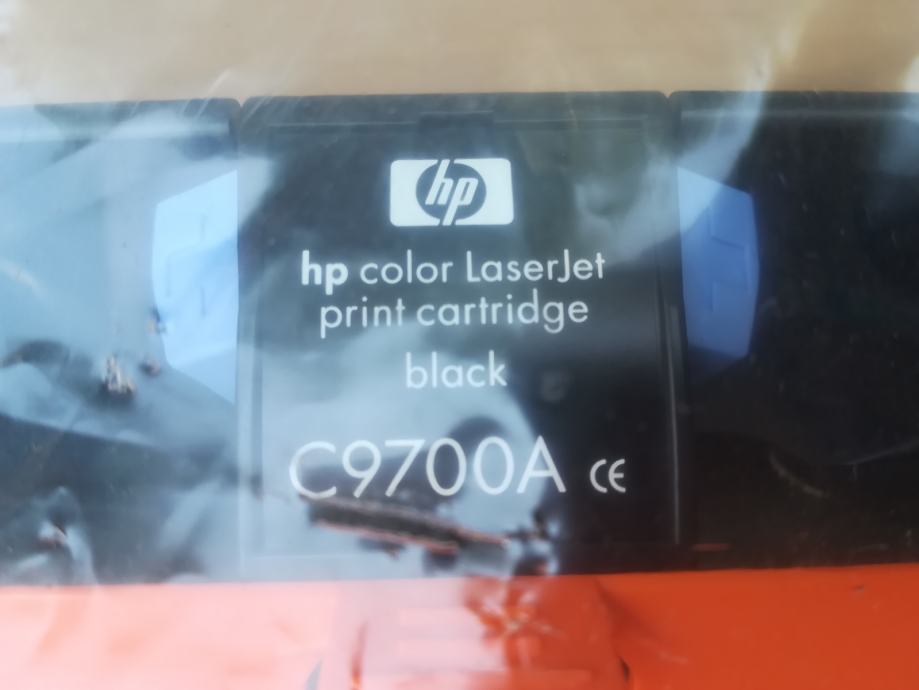 hp
hp color LaserJet
print cartridge
black
C9700A CE